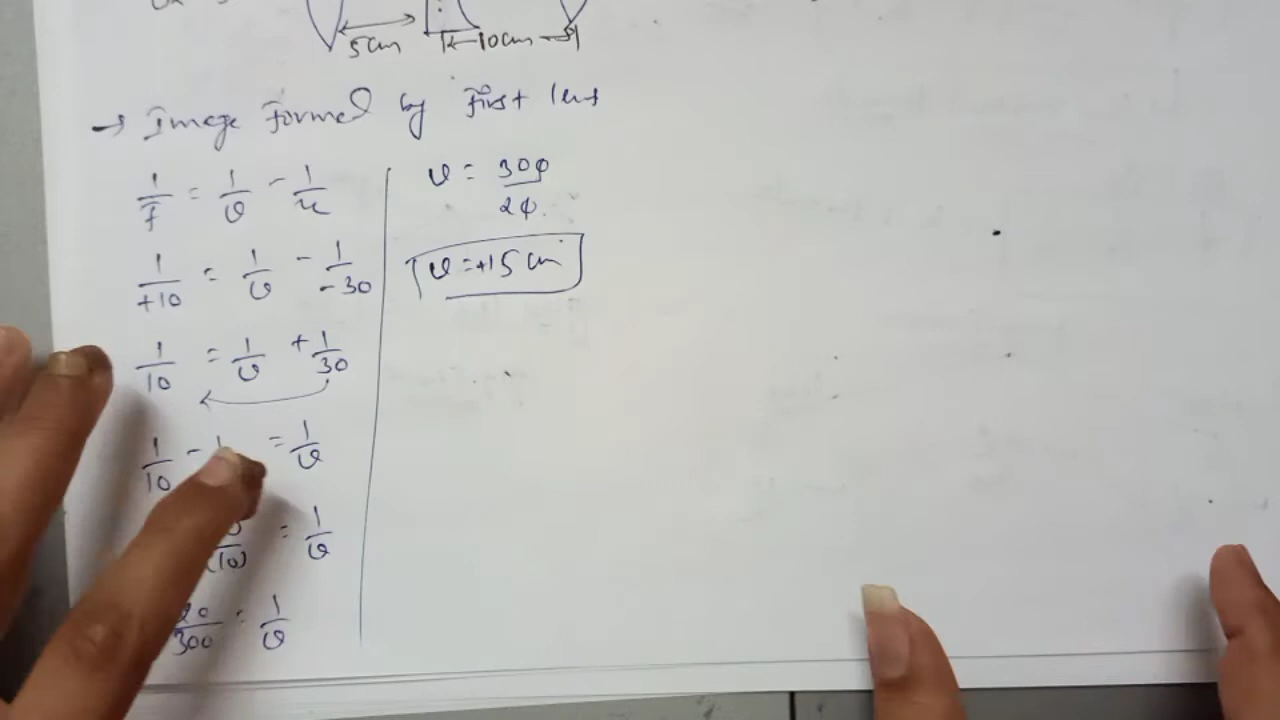 5cm 10cm
→ Image Formed by First lens
1/f = 1/v - 1/u
1/+10 = 1/v - 1/-30
1/10 = 1/v + 1/30
1/10 - = 1/v
= 1/v
20/300 = 1/v
v = 300/20
v = +15 cm